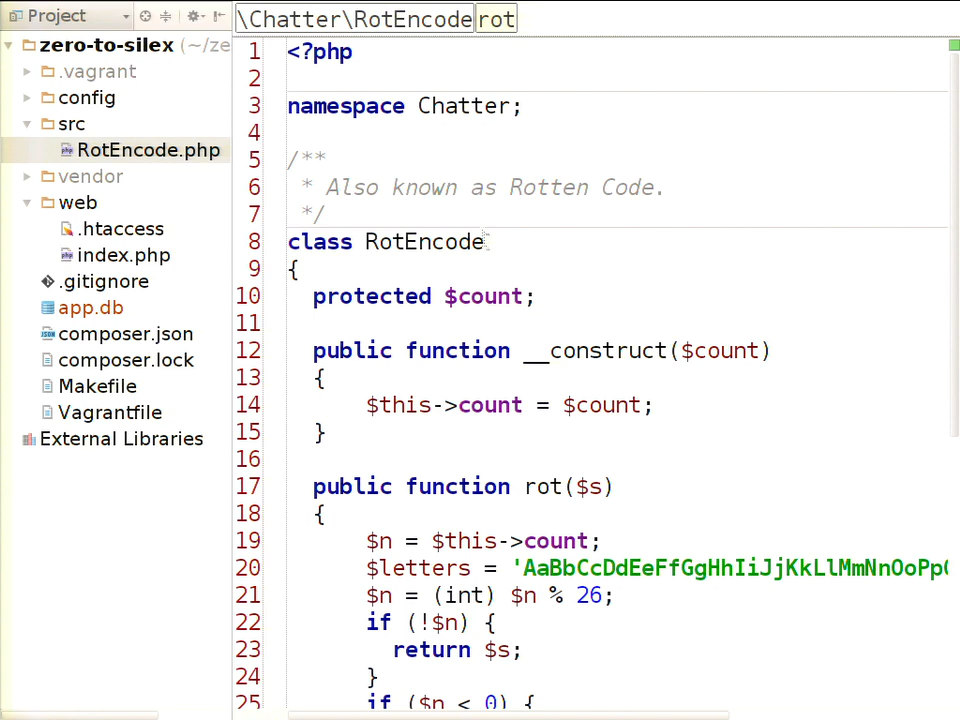 Project
\Chatter\RotEncode rot
zero-to-silex (~/ze
.vagrant
config
src
RotEncode.php
vendor
web
.htaccess
index.php
.gitignore
app.db
composer.json
composer.lock
Makefile
Vagrantfile
External Libraries
1 <?php
2
3 namespace Chatter;
4
5 /**
6 * Also known as Rotten Code.
7 */
8 class RotEncode
9 {
10 protected $count;
11
12 public function __construct($count)
13 {
14 $this->count = $count;
15 }
16
17 public function rot($s)
18 {
19 $n = $this->count;
20 $letters = 'AaBbCcDdEeFfGgHhIiJjKkLlMmNnOoPp
21 $n = (int) $n % 26;
22 if (!$n) {
23 return $s;
24 }
25 if ($n < 0) {